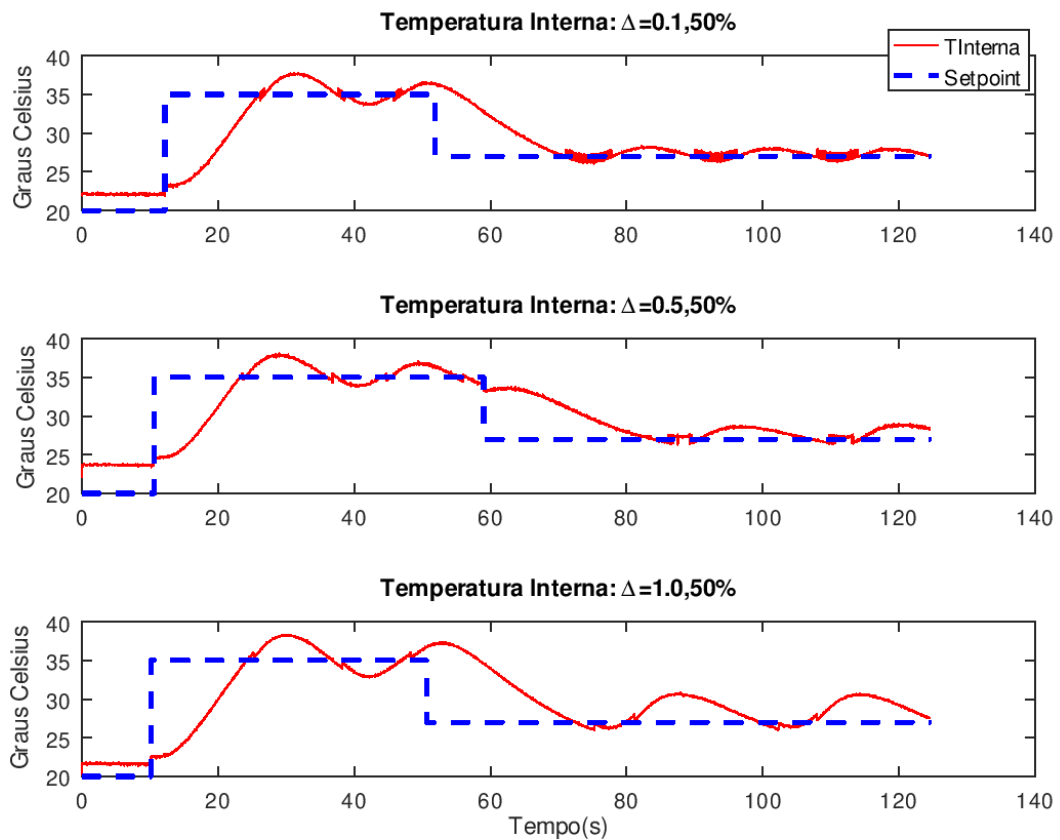 Temperatura Interna: Δ=0.1,50%
40
35
30
25
20
Graus Celsius
TInterna
Setpoint
0 20 40 60 80 100 120 140
Temperatura Interna: Δ=0.5,50%
40
35
30
25
20
Graus Celsius
0 20 40 60 80 100 120 140
Temperatura Interna: Δ=1.0,50%
40
35
30
25
20
Graus Celsius
0 20 40 60 80 100 120 140
Tempo(s)